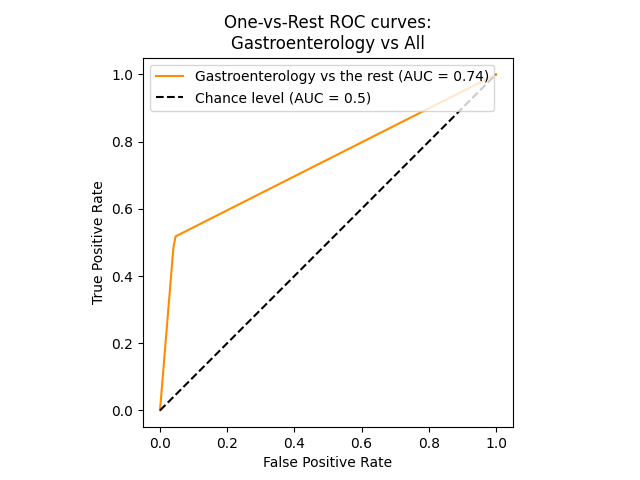 One-vs-Rest ROC curves:
Gastroenterology vs All
Gastroenterology vs the rest (AUC = 0.74)
Chance level (AUC = 0.5)
True Positive Rate
1.0
0.8
0.6
0.4
0.2
0.0
0.0 0.2 0.4 0.6 0.8 1.0
False Positive Rate